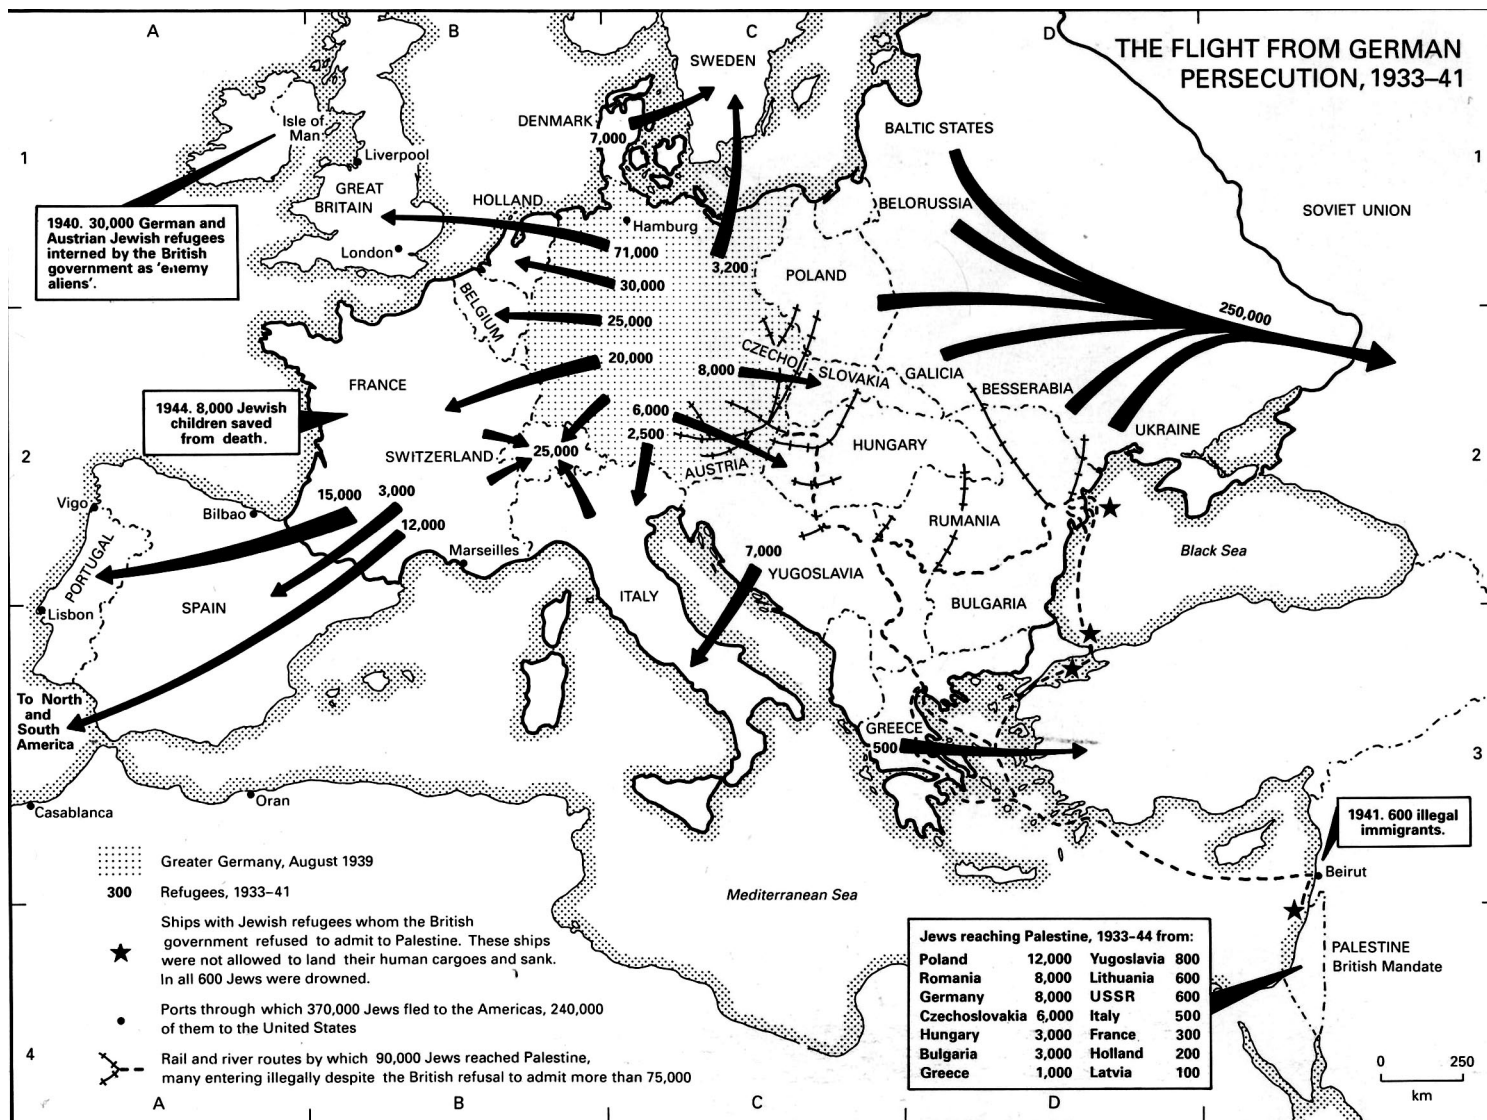 A
B
C
D
THE FLIGHT FROM GERMAN
PERSECUTION, 1933–41
SWEDEN
DENMARK
7,000
BALTIC STATES
Isle of
Man
1
1
Liverpool
GREAT
BRITAIN
HOLLAND
BELORUSSIA
SOVIET UNION
1940. 30,000 German and
Austrian Jewish refugees
interned by the British
government as 'enemy
aliens'.
Hamburg
London
71,000
3,200
POLAND
30,000
BELGIUM
25,000
250,000
20,000
CZECHO
SLOVAKIA
8,000
GALICIA
BESSERABIA
FRANCE
1944. 8,000 Jewish
children saved
from death.
6,000
2,500
UKRAINE
HUNGARY
2
2
SWITZERLAND
25,000
AUSTRIA
15,000
3,000
12,000
Vigo
Bilbao
RUMANIA
Marseilles
7,000
Black Sea
PORTUGAL
YUGOSLAVIA
ITALY
BULGARIA
SPAIN
Lisbon
To North
and
South
America
GREECE
500
3
3
Casablanca
Oran
1941. 600 illegal
immigrants.
Greater Germany, August 1939
Beirut
300 Refugees, 1933–41
Mediterranean Sea
Ships with Jewish refugees whom the British
government refused to admit to Palestine. These ships
were not allowed to land their human cargoes and sank.
In all 600 Jews were drowned.
PALESTINE
British Mandate
Jews reaching Palestine, 1933–44 from:
Poland 12,000 Yugoslavia 800
Romania 8,000 Lithuania 600
Germany 8,000 USSR 600
Czechoslovakia 6,000 Italy 500
Hungary 3,000 France 300
Bulgaria 3,000 Holland 200
Greece 1,000 Latvia 100
Ports through which 370,000 Jews fled to the Americas, 240,000
of them to the United States
4
Rail and river routes by which 90,000 Jews reached Palestine,
many entering illegally despite the British refusal to admit more than 75,000
0 250
km
A
B
C
D